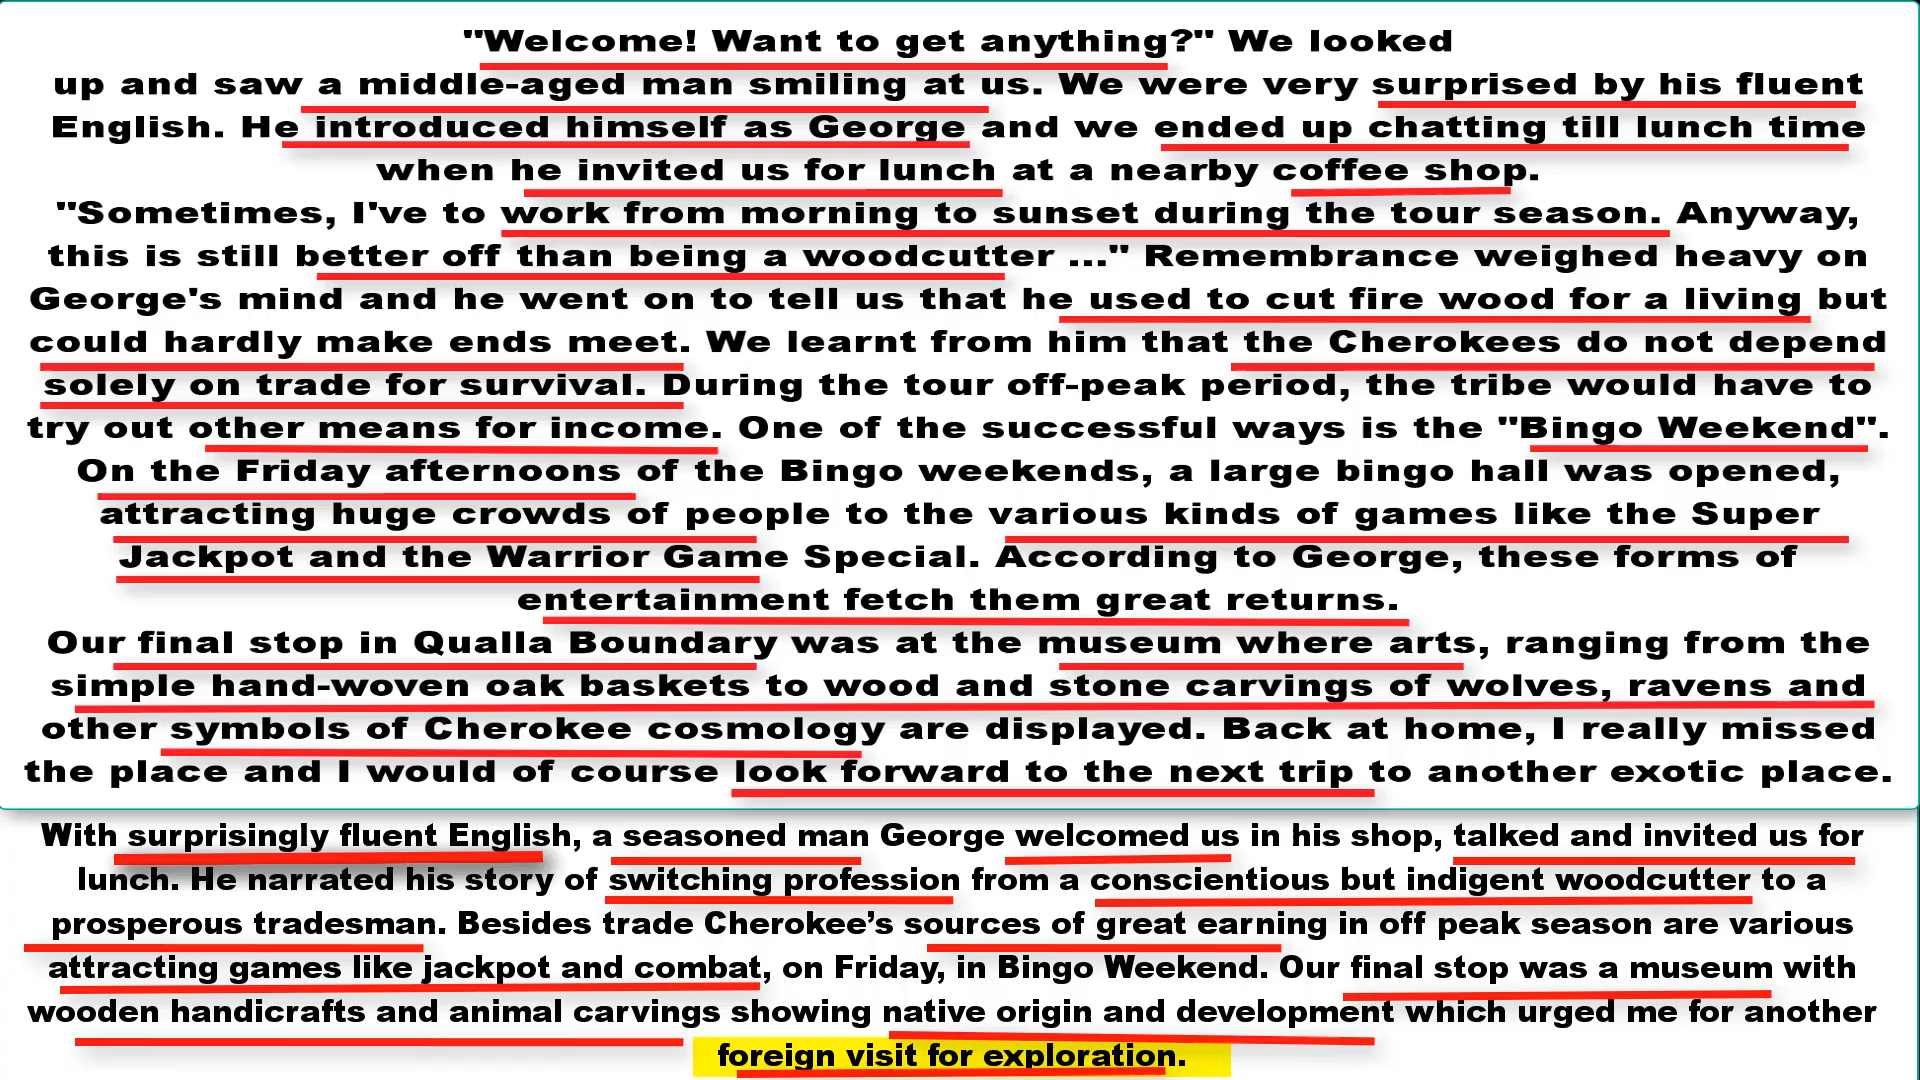 "Welcome! Want to get anything?" We looked
up and saw a middle-aged man smiling at us. We were very surprised by his fluent
English. He introduced himself as George and we ended up chatting till lunch time
when he invited us for lunch at a nearby coffee shop.
"Sometimes, I've to work from morning to sunset during the tour season. Anyway,
this is still better off than being a woodcutter ..." Remembrance weighed heavy on
George's mind and he went on to tell us that he used to cut fire wood for a living but
could hardly make ends meet. We learnt from him that the Cherokees do not depend
solely on trade for survival. During the tour off-peak period, the tribe would have to
try out other means for income. One of the successful ways is the "Bingo Weekend".
On the Friday afternoons of the Bingo weekends, a large bingo hall was opened,
attracting huge crowds of people to the various kinds of games like the Super
Jackpot and the Warrior Game Special. According to George, these forms of
entertainment fetch them great returns.
Our final stop in Qualla Boundary was at the museum where arts, ranging from the
simple hand-woven oak baskets to wood and stone carvings of wolves, ravens and
other symbols of Cherokee cosmology are displayed. Back at home, I really missed
the place and I would of course look forward to the next trip to another exotic place.
With surprisingly fluent English, a seasoned man George welcomed us in his shop, talked and invited us for
lunch. He narrated his story of switching profession from a conscientious but indigent woodcutter to a
prosperous tradesman. Besides trade Cherokee’s sources of great earning in off peak season are various
attracting games like jackpot and combat, on Friday, in Bingo Weekend. Our final stop was a museum with
wooden handicrafts and animal carvings showing native origin and development which urged me for another
foreign visit for exploration.